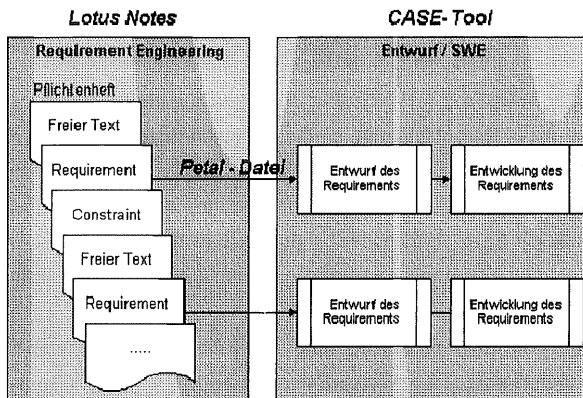 Lotus Notes
CASE-Tool
Requirement Engineering
Entwurf / SWE
Pflichtenheft
Freier Text
Requirement
Petal - Datei
Constraint
Freier Text
Requirement
.....
Entwurf des
Requirements
Entwicklung des
Requirements
Entwurf des
Requirements
Entwicklung des
Requirements